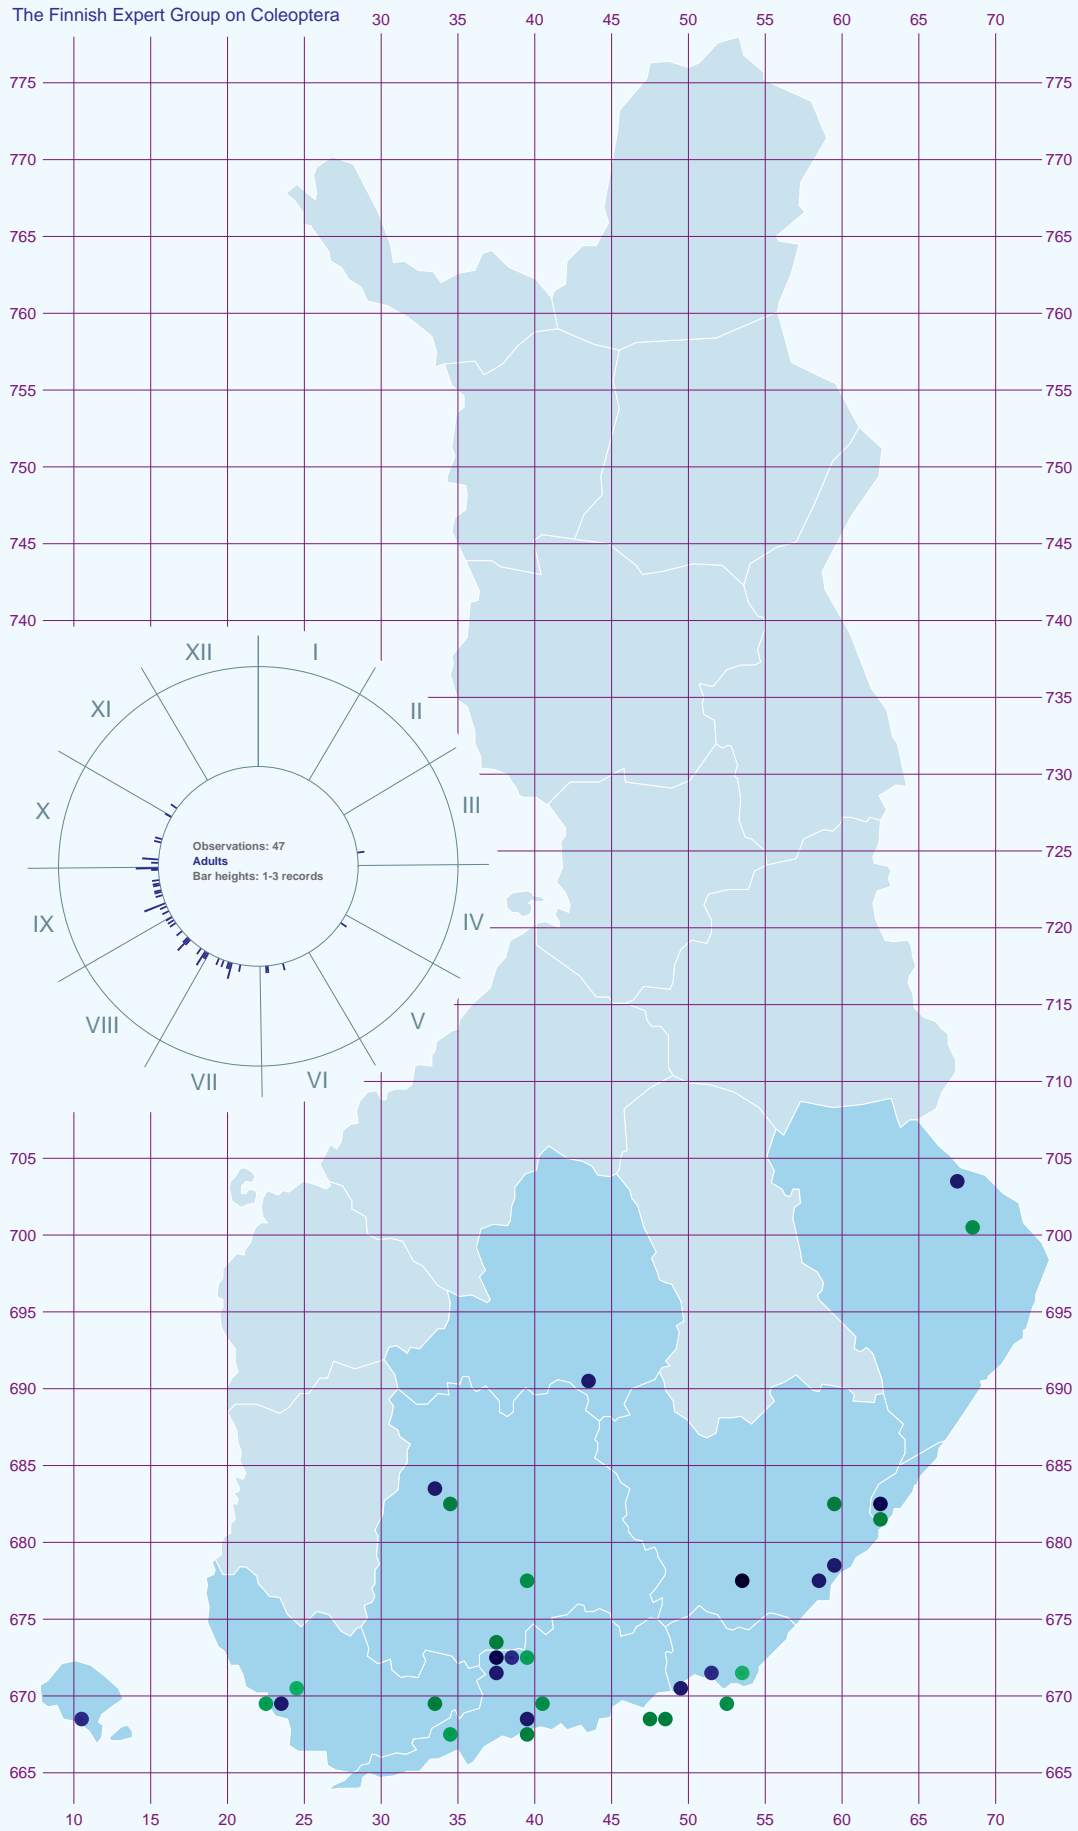 The Finnish Expert Group on Coleoptera
30 35 40 45 50 55 60 65 70
775 775
770 770
765 765
760 760
755 755
750 750
745 745
740 740
XII I
735
XI II
730
X III
725
Observations: 47
Adults
Bar heights: 1-3 records
IX IV
720
715
VIII V
VII VI
710
705 705
700 700
695 695
690 690
685 685
680 680
675 675
670 670
665 665
10 15 20 25 30 35 40 45 50 55 60 65 70